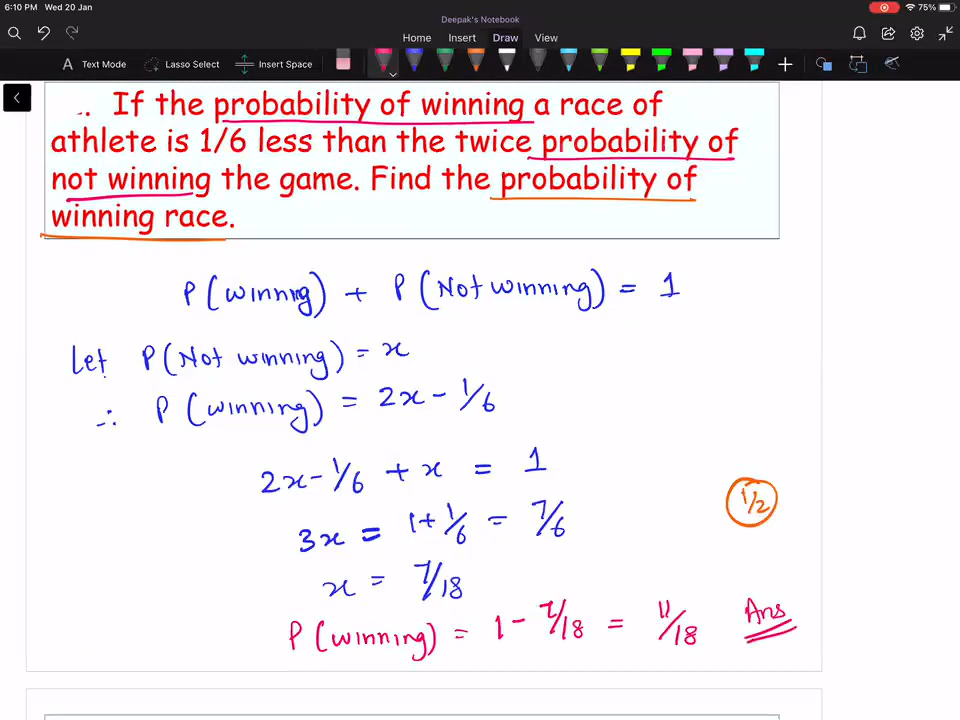 6:10 PM Wed 20 Jan
75%
Deepak's Notebook
Home Insert Draw View
A Text Mode Lasso Select Insert Space
. If the probability of winning a race of
athlete is 1/6 less than the twice probability of
not winning the game. Find the probability of
winning race.
P(winning) + P(Not winning) = 1
Let P(Not winning) = x
∴ P(winning) = 2x - 1/6
2x - 1/6 + x = 1
3x = 1 + 1/6 = 7/6
1/2
x = 7/18
P(winning) = 1 - 7/18 = 11/18 Ans